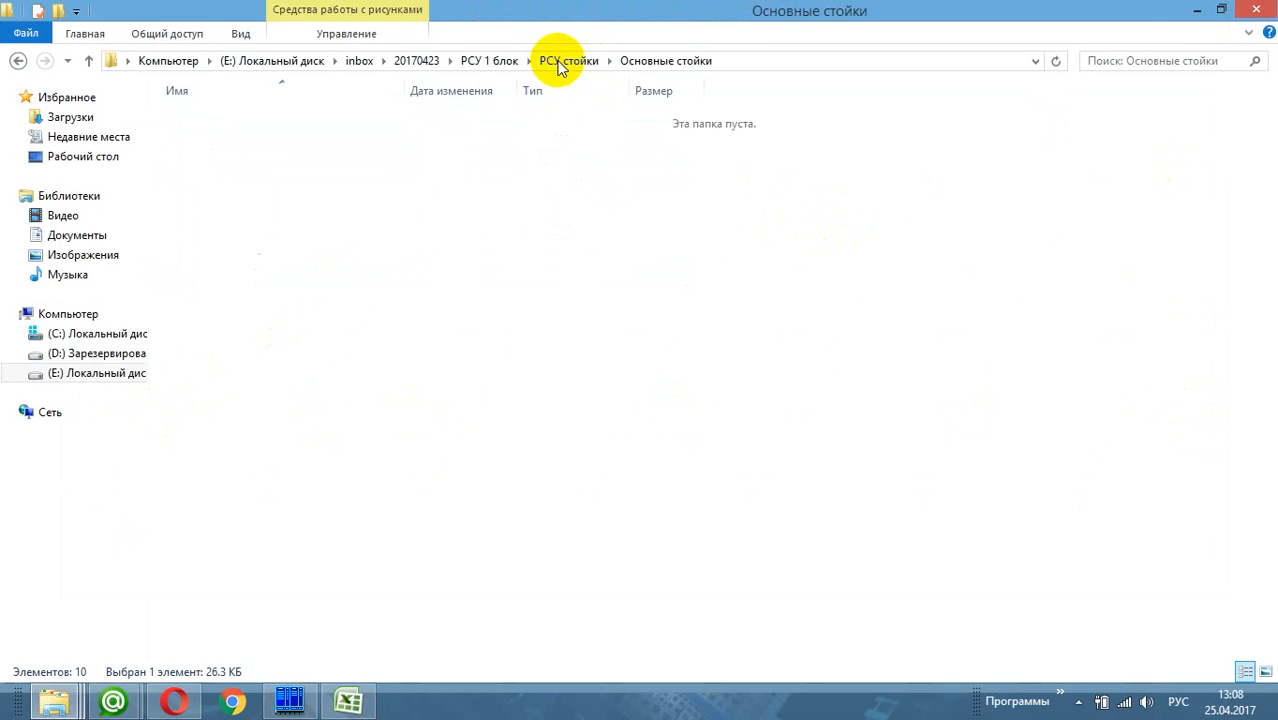 Средства работы с рисунками
Основные стойки
Файл
Главная
Общий доступ
Вид
Управление
Компьютер
(E:) Локальный диск
inbox
20170423
РСУ 1 блок
РСУ стойки
Основные стойки
Поиск: Основные стойки
Имя
Дата изменения
Тип
Размер
Эта папка пуста.
Избранное
Загрузки
Недавние места
Рабочий стол
Библиотеки
Видео
Документы
Изображения
Музыка
Компьютер
(C:) Локальный дис
(D:) Зарезервирова
(E:) Локальный дис
Сеть
Элементов: 10
Выбран 1 элемент: 26.3 КБ
Программы
»
РУС
13:08
25.04.2017